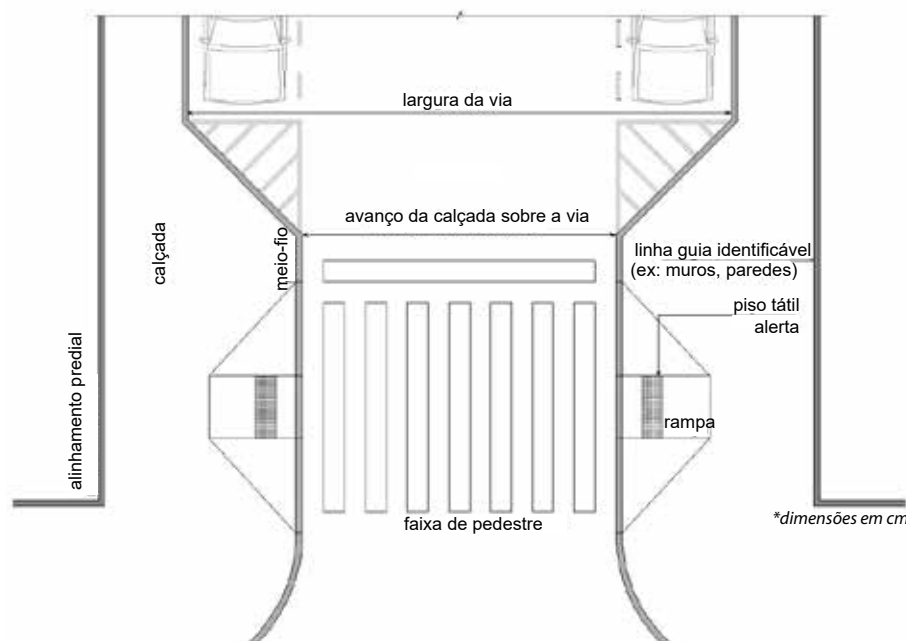 largura da via
avanço da calçada sobre a via
calçada
meio-fio
linha guia identificável
(ex: muros, paredes)
piso tátil
alerta
alinhamento predial
rampa
faixa de pedestre
*dimensões em cm